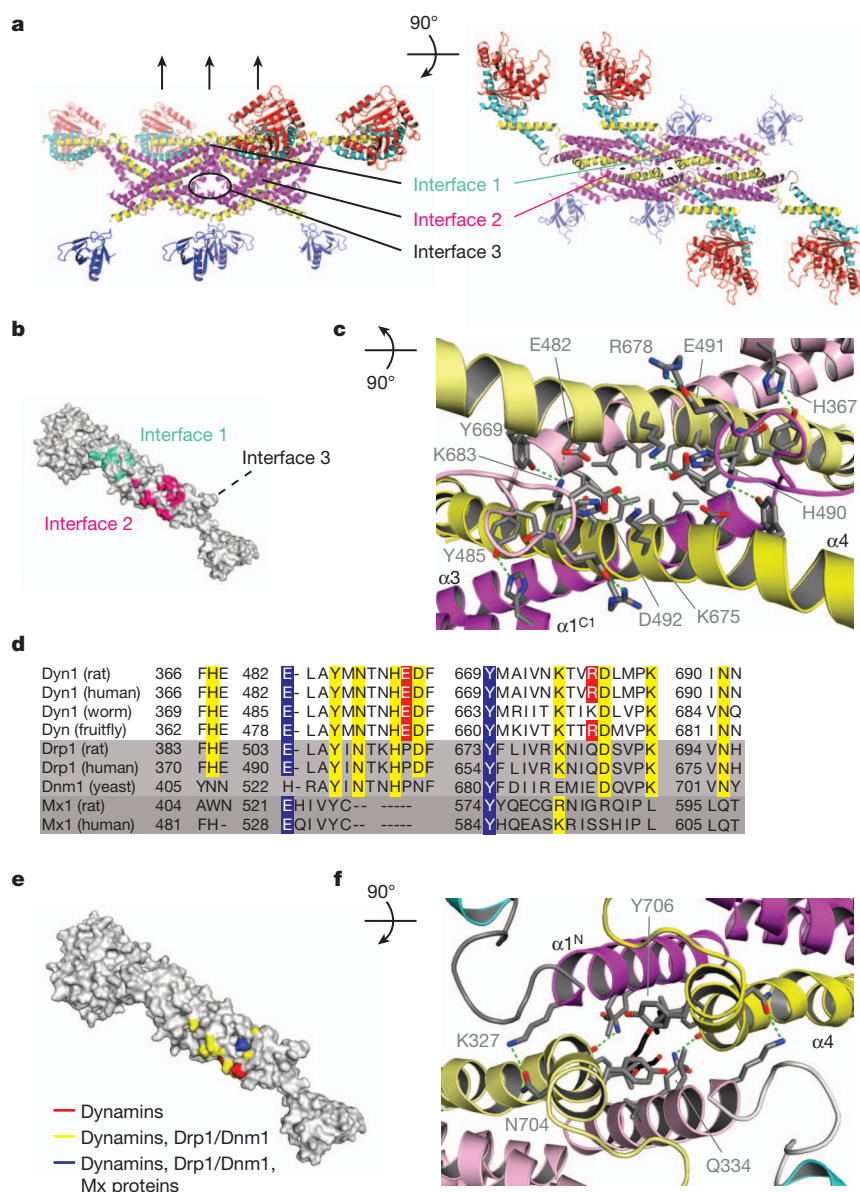 a
90°
Interface 1
Interface 2
Interface 3
b
Interface 1
Interface 3
Interface 2
90°
c
E482
R678
E491
H367
Y669
K683
H490
Y485
α4
α3
D492
K675
α1C1
d
Dyn1 (rat) 366 FHE 482 E- LAYMNTNHEDF 669 YMAIVNKTVRDLMPK 690 INN
Dyn1 (human) 366 FHE 482 E- LAYMNTNHEDF 669 YMAIVNKTVRDLMPK 690 INN
Dyn1 (worm) 369 FHE 485 E- LAYMNTNHEDF 669 YMRIITKTIKDLVPK 684 VNQ
Dyn (fruitfly) 362 FHE 478 E- LAYMNTNHEDF 660 YMKIVTKTTRDMVPK 681 INN
Drp1 (rat) 383 FHE 503 E- LAYINTKHPDF 673 YFLIVRKNIQDSVPK 694 VNH
Drp1 (human) 370 FHE 490 E- LAYINTKHPDF 654 YFLIVRKNIQDSVPK 675 VNH
Dnm1 (yeast) 405 YNN 522 H- RAYINTNHPNF 680 YFDIIREMIEDQVPK 701 VNY
Mx1 (rat) 404 AWN 521 EHIVYC-- ----- 574 YYQECGRNIGRQIPL 595 LQT
Mx1 (human) 481 FH- 528 EQIVYC-- ----- 584 YHQEASKRISSHIPL 605 LQT
e
90°
f
Y706
α1N
K327
α4
N704
Q334
Dynamins
Dynamins, Drp1/Dnm1
Dynamins, Drp1/Dnm1,
Mx proteins